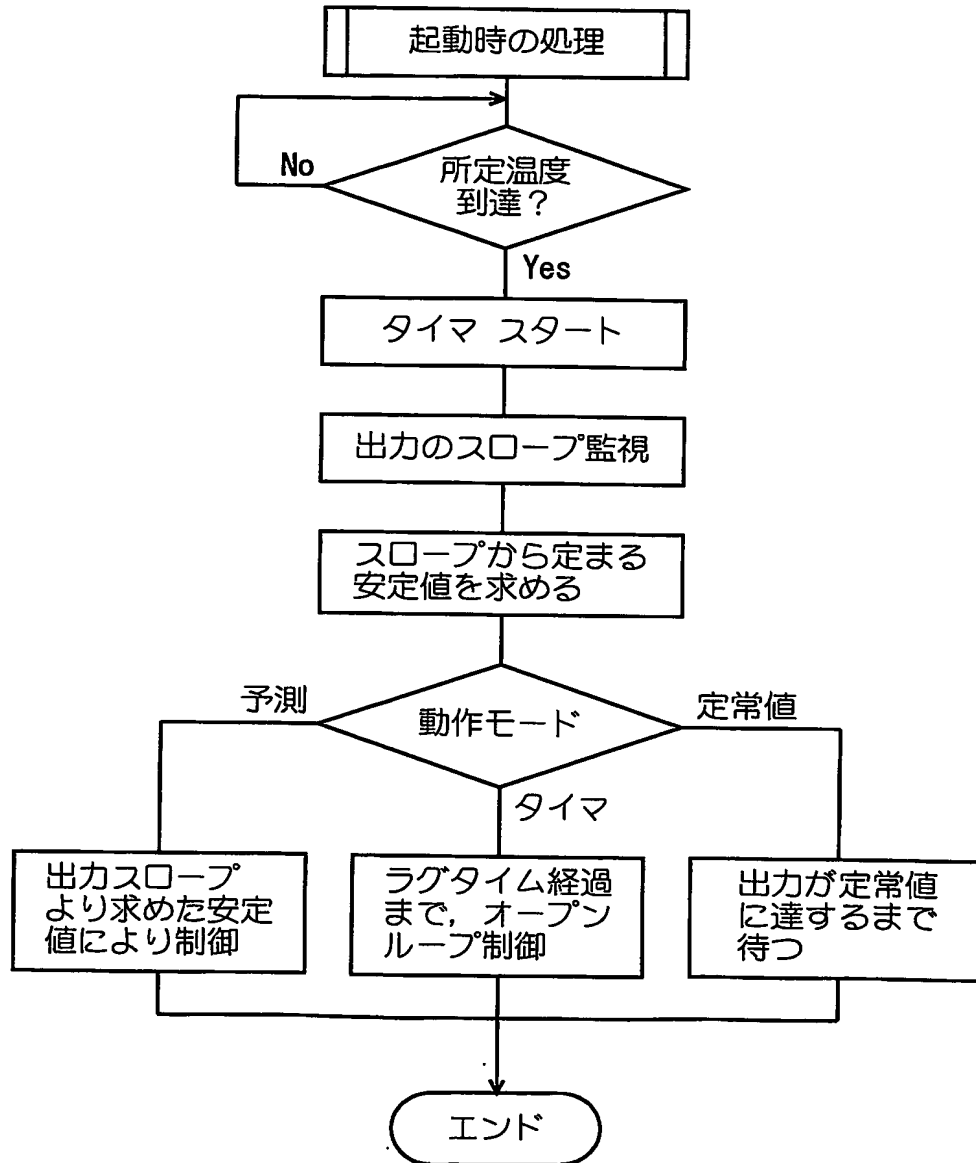 起動時の処理
No
所定温度
到達？
Yes
タイマ スタート
出力のスロープ監視
スロープから定まる
安定値を求める
予測
動作モード
定常値
タイマ
出力スロープ
より求めた安定
値により制御
ラグタイム経過
まで，オープン
ループ制御
出力が定常値
に達するまで
待つ
エンド